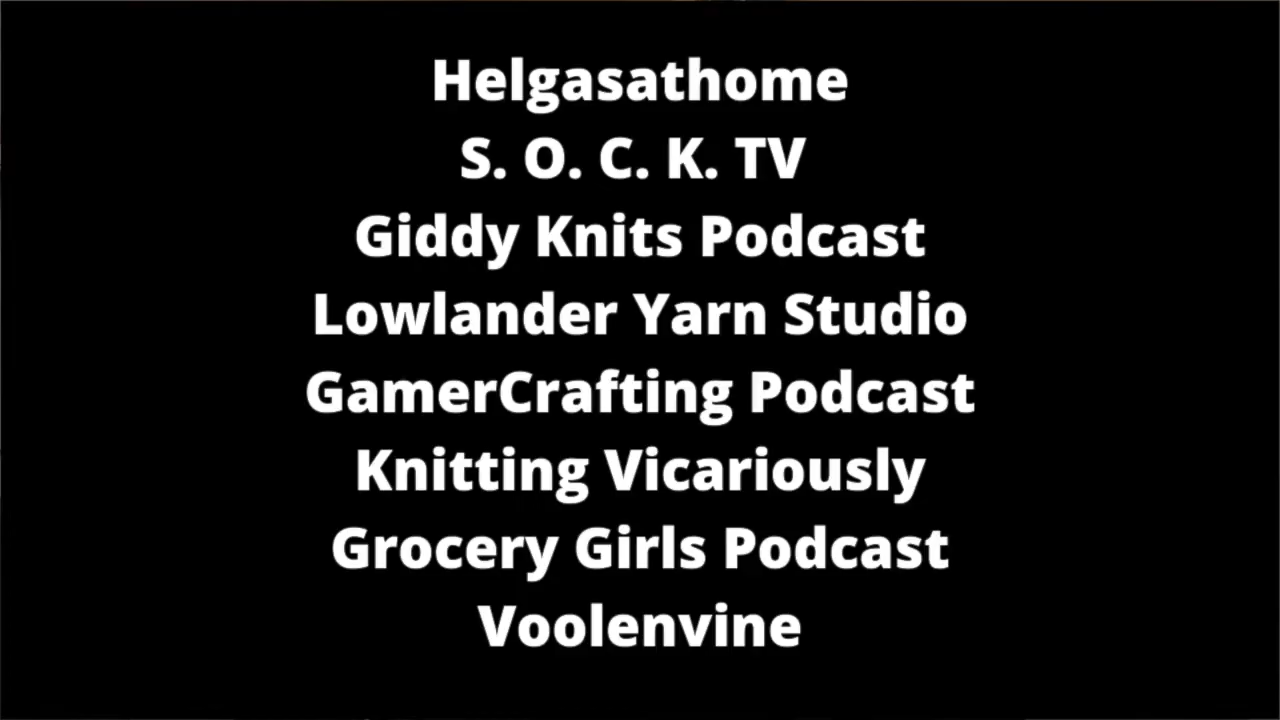 Helgasathome
S. O. C. K. TV
Giddy Knits Podcast
Lowlander Yarn Studio
GamerCrafting Podcast
Knitting Vicariously
Grocery Girls Podcast
Voolenvine